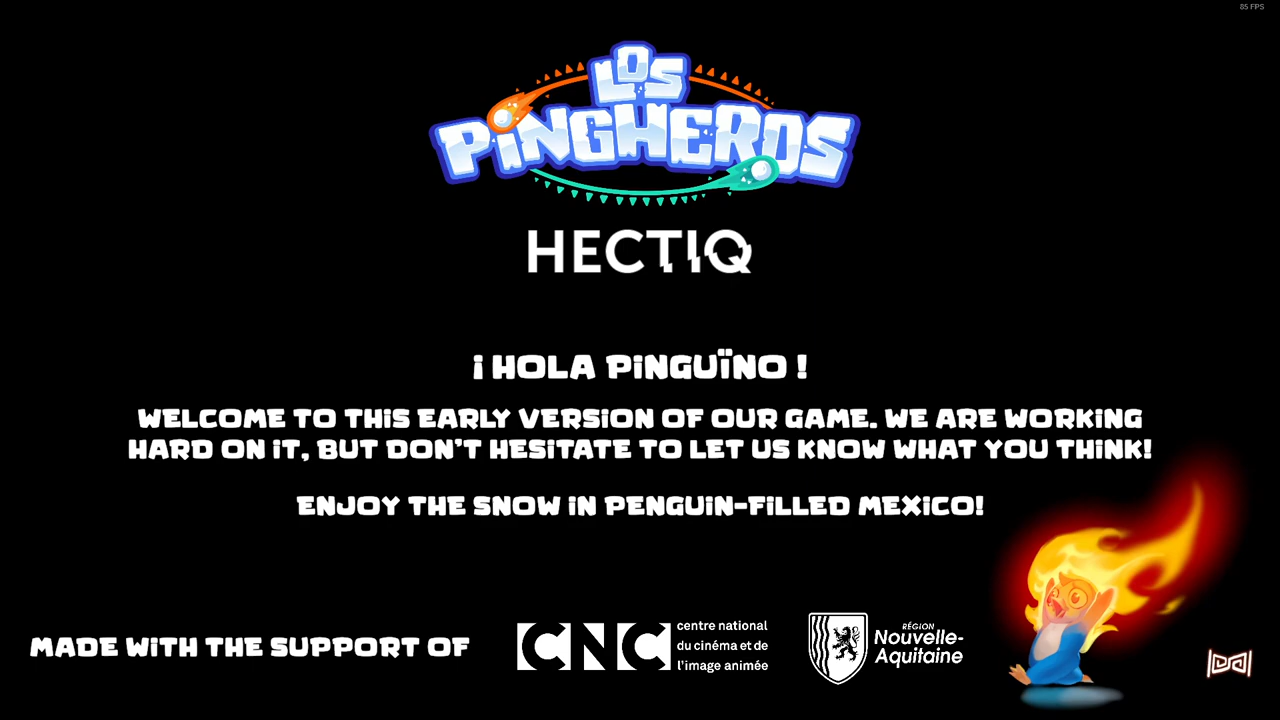 85 FPS
LOS
PiNGHEROS
HECTIQ
¡ HOLA PiNGUÏNO !
WELCOME TO THiS EARLY VERSiON OF OUR GAME. WE ARE WORKiNG
HARD ON iT, BUT DON'T HESiTATE TO LET US KNOW WHAT YOU THiNK!
ENJOY THE SNOW iN PENGUiN-FiLLED MEXiCO!
MADE WiTH THE SUPPORT OF
CNC
centre national
du cinéma et de
l'image animée
RÉGION
Nouvelle-
Aquitaine